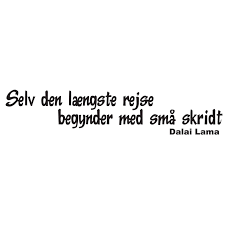 Selv den længste rejse
begynder med små skridt
Dalai Lama